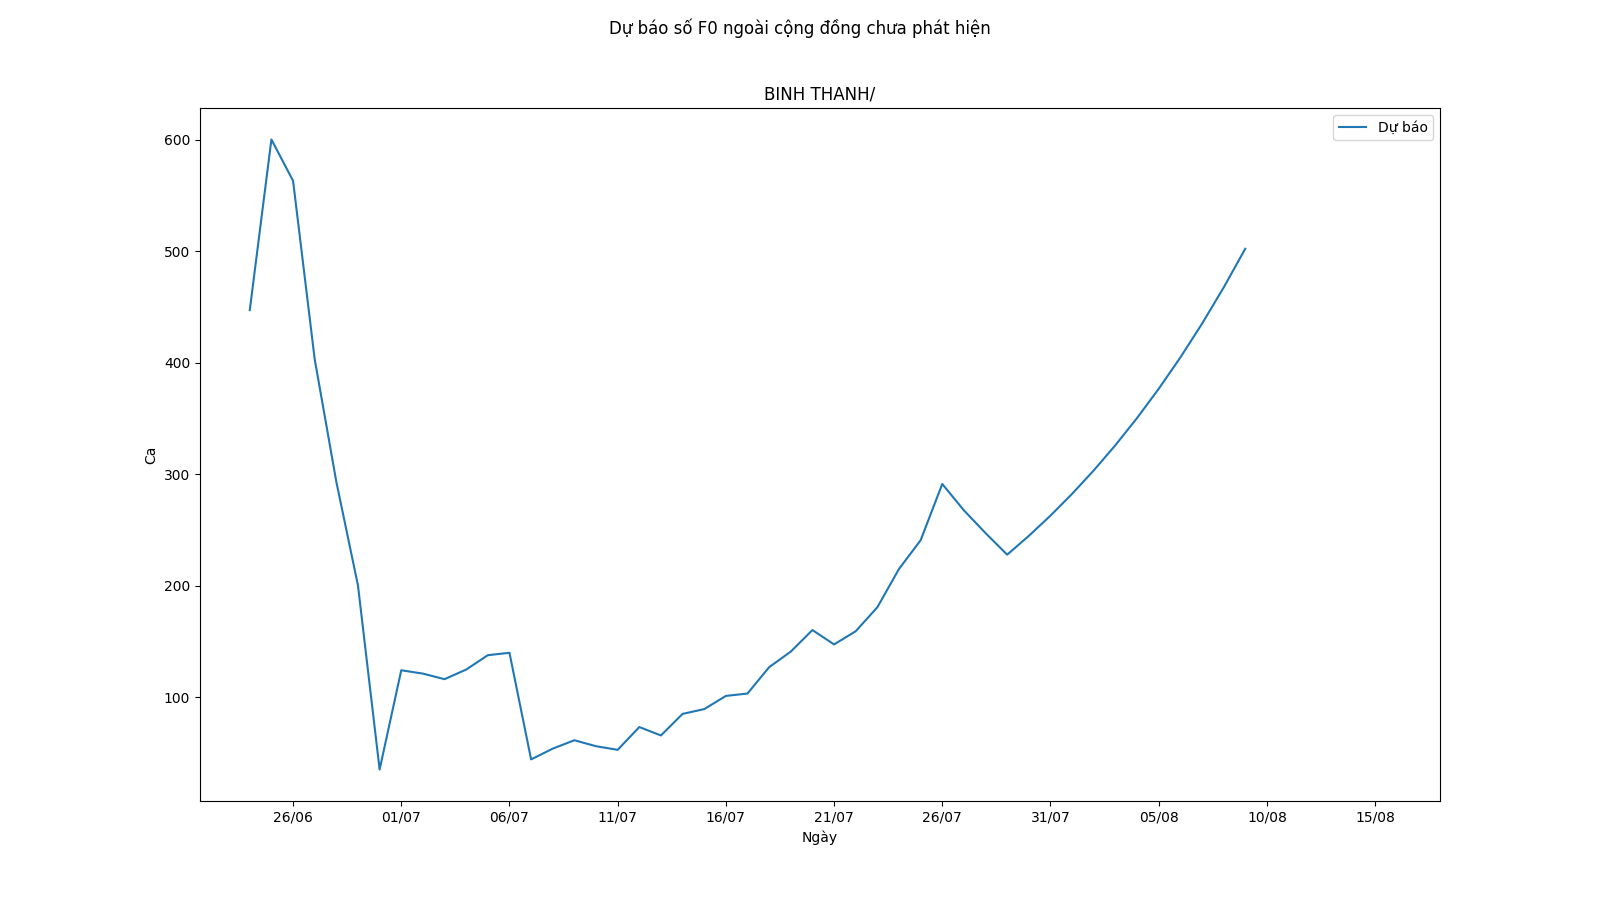 Dự báo số F0 ngoài cộng đồng chưa phát hiện
BINH THANH/
Dự báo
600
500
400
300
200
100
Ca
26/06 01/07 06/07 11/07 16/07 21/07 26/07 31/07 05/08 10/08 15/08
Ngày